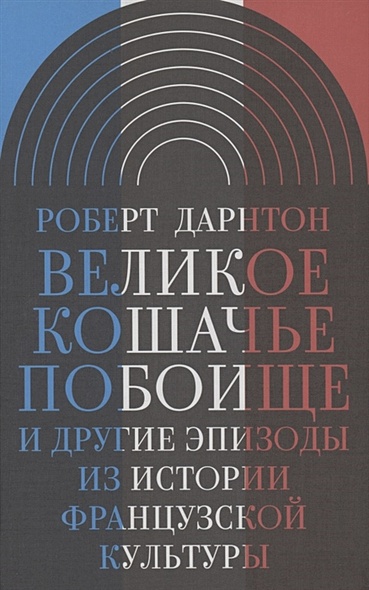 РОБЕРТ ДАРНТОН
ВЕЛИКОЕ
КОШАЧЬЕ
ПОБОИЩЕ
И ДРУГИЕ ЭПИЗОДЫ
ИЗ ИСТОРИИ
ФРАНЦУЗСКОЙ
КУЛЬТУРЫ